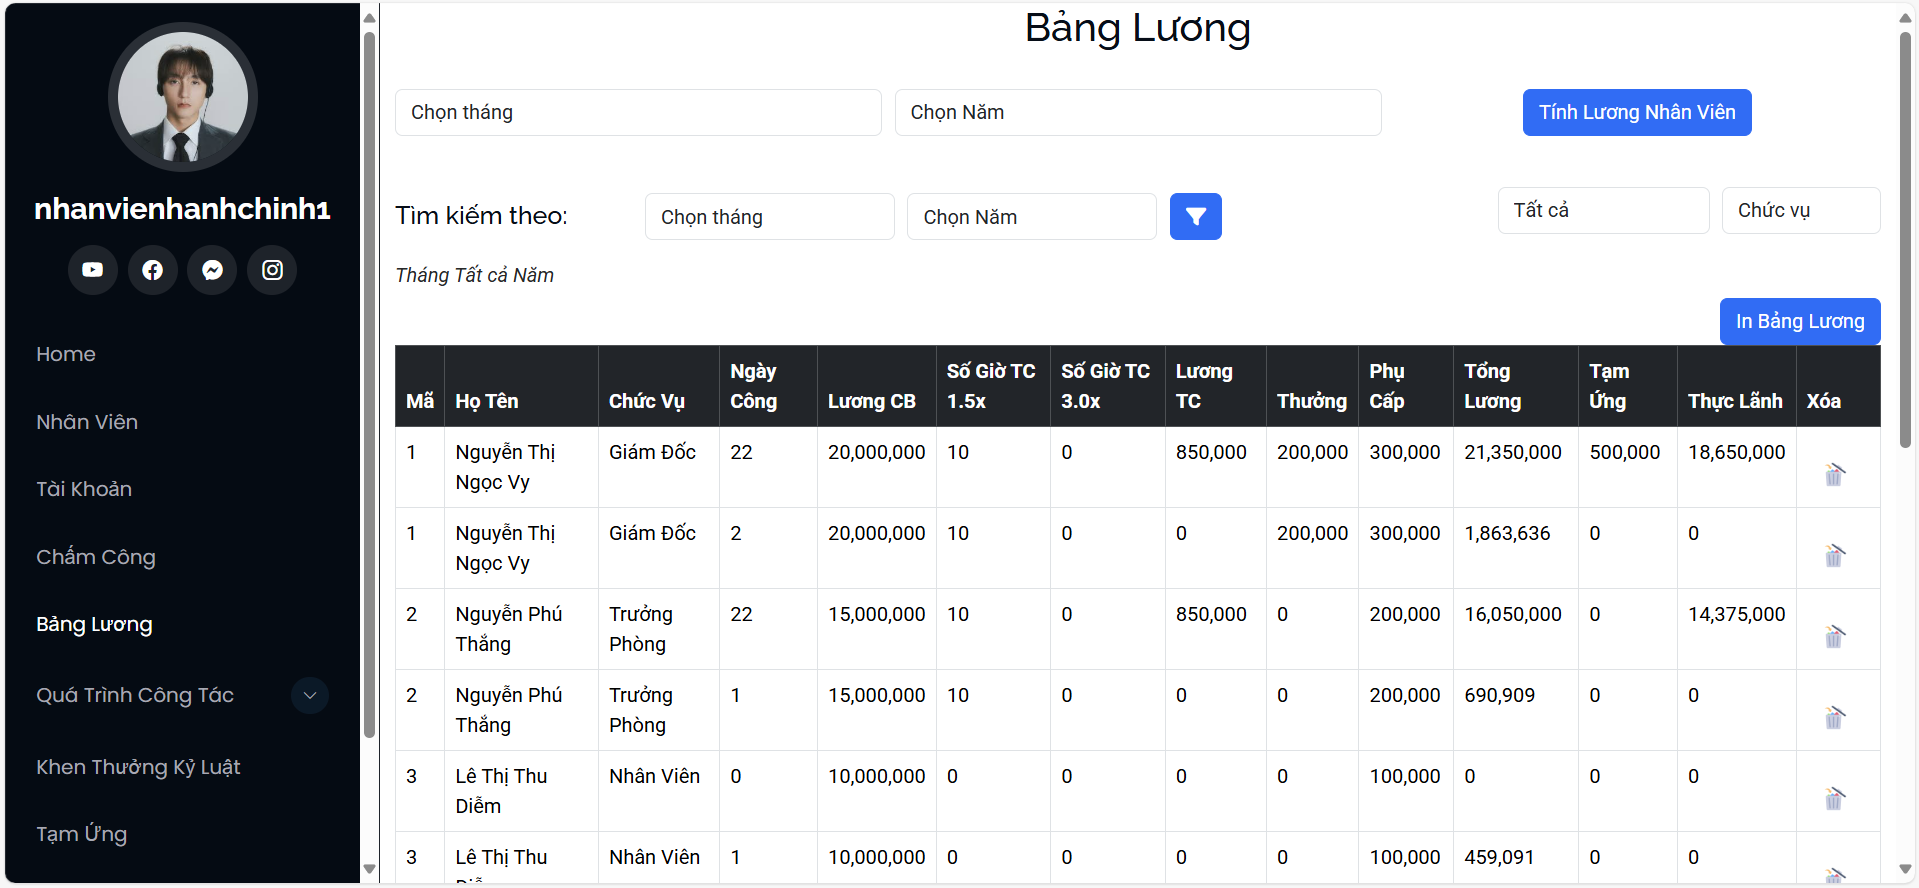 nhanvienhanhchinh1
Home
Nhân Viên
Tài Khoản
Chấm Công
Bảng Lương
Quá Trình Công Tác
Khen Thưởng Kỷ Luật
Tạm Ứng
Bảng Lương
Chọn tháng Chọn Năm Tính Lương Nhân Viên
Tìm kiếm theo: Chọn tháng Chọn Năm Tất cả Chức vụ
Tháng Tất cả Năm
In Bảng Lương
Mã Họ Tên Chức Vụ Ngày Công Lương CB Số Giờ TC 1.5x Số Giờ TC 3.0x Lương TC Thưởng Phụ Cấp Tổng Lương Tạm Ứng Thực Lãnh Xóa
1 Nguyễn Thị Ngọc Vy Giám Đốc 22 20,000,000 10 0 850,000 200,000 300,000 21,350,000 500,000 18,650,000
1 Nguyễn Thị Ngọc Vy Giám Đốc 2 20,000,000 10 0 0 200,000 300,000 1,863,636 0 0
2 Nguyễn Phú Thắng Trưởng Phòng 22 15,000,000 10 0 850,000 0 200,000 16,050,000 0 14,375,000
2 Nguyễn Phú Thắng Trưởng Phòng 1 15,000,000 10 0 0 0 200,000 690,909 0 0
3 Lê Thị Thu Diễm Nhân Viên 0 10,000,000 0 0 0 0 100,000 0 0 0
3 Lê Thị Thu Nhân Viên 1 10,000,000 0 0 0 0 100,000 459,091 0 0